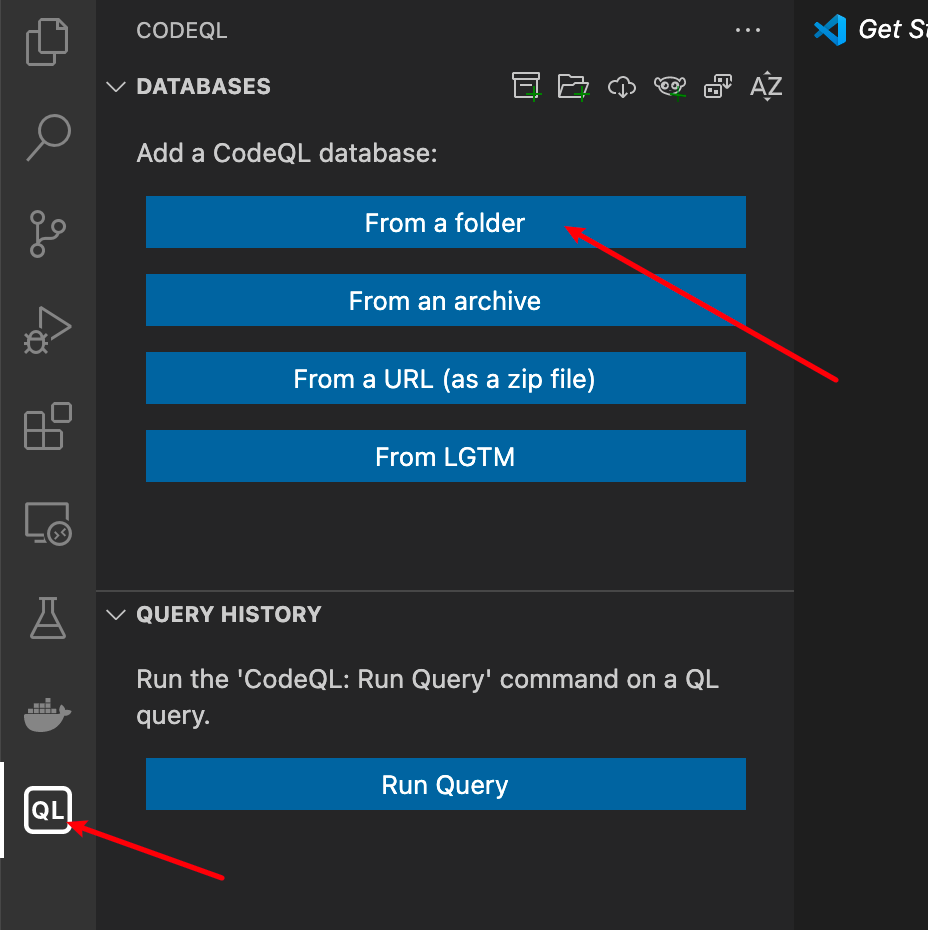 CODEQL
Get St
DATABASES
AZ
Add a CodeQL database:
From a folder
From an archive
From a URL (as a zip file)
From LGTM
QUERY HISTORY
Run the 'CodeQL: Run Query' command on a QL
query.
Run Query
QL